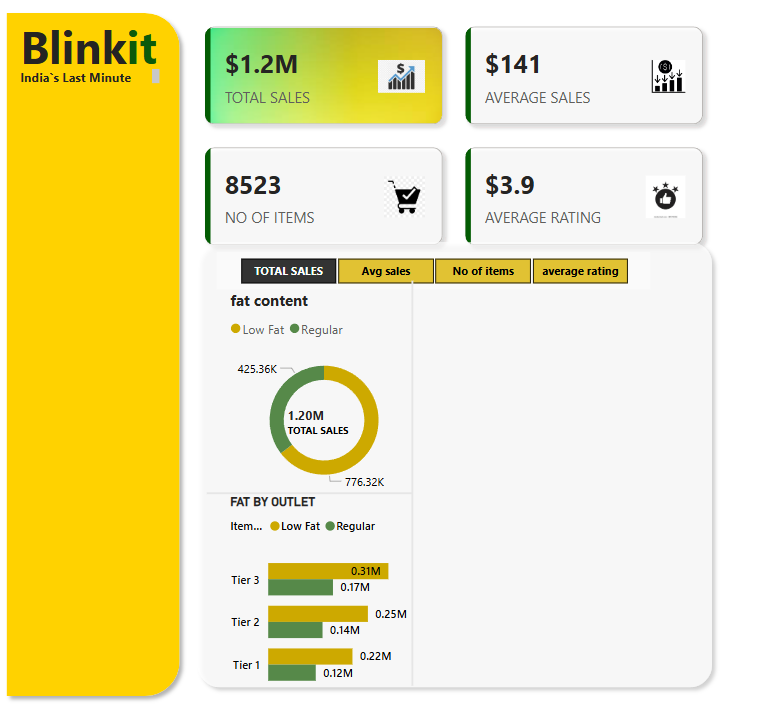 Blinkit
India`s Last Minute
$1.2M
TOTAL SALES
$141
AVERAGE SALES
8523
NO OF ITEMS
$3.9
AVERAGE RATING
TOTAL SALES Avg sales No of items average rating
fat content
Low Fat Regular
425.36K
1.20M
TOTAL SALES
776.32K
FAT BY OUTLET
Item... Low Fat Regular
Tier 3 0.31M
0.17M
Tier 2 0.25M
0.14M
Tier 1 0.22M
0.12M